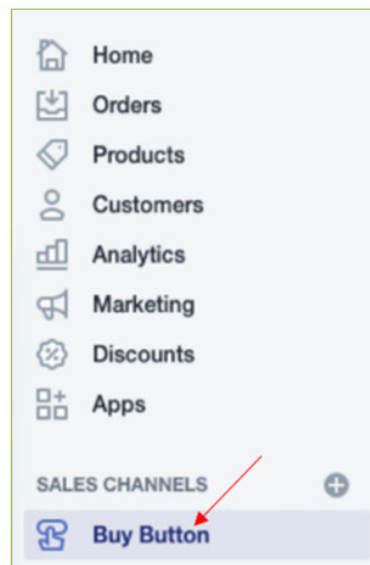 Home
Orders
Products
Customers
Analytics
Marketing
Discounts
Apps
SALES CHANNELS
Buy Button